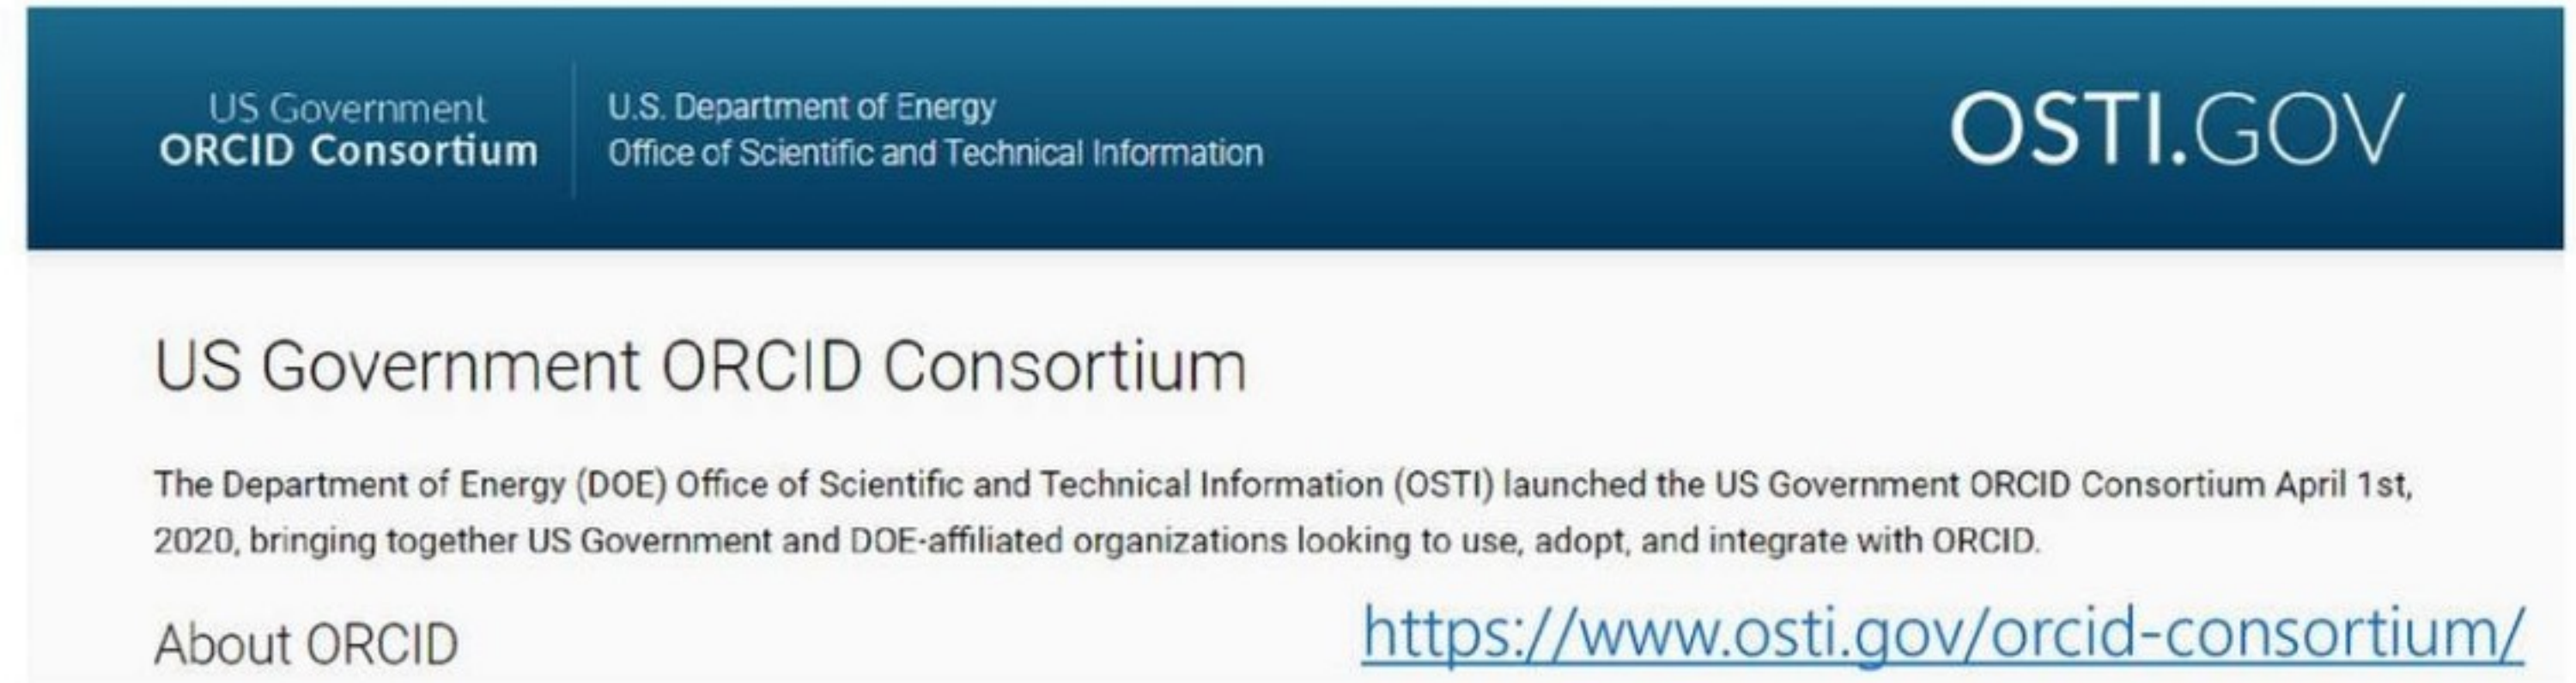 US Government
ORCID Consortium
U.S. Department of Energy
Office of Scientific and Technical Information
OSTI.GOV
US Government ORCID Consortium
The Department of Energy (DOE) Office of Scientific and Technical Information (OSTI) launched the US Government ORCID Consortium April 1st,
2020, bringing together US Government and DOE-affiliated organizations looking to use, adopt, and integrate with ORCID.
About ORCID
https://www.osti.gov/orcid-consortium/